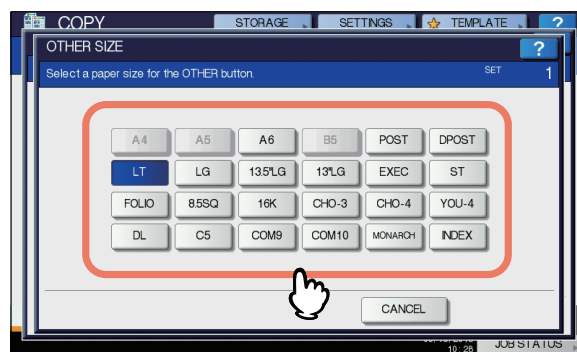 COPY STORAGE SETTINGS TEMPLATE ?
OTHER SIZE ?
Select a paper size for the OTHER button. SET 1
A4 A5 A6 B5 POST DPOST
LT LG 13.5"LG 13"LG EXEC ST
FOLIO 8.5SQ 16K CHO-3 CHO-4 YOU-4
DL C5 COM9 COM10 MONARCH INDEX
CANCEL
10:28 JOB STATUS